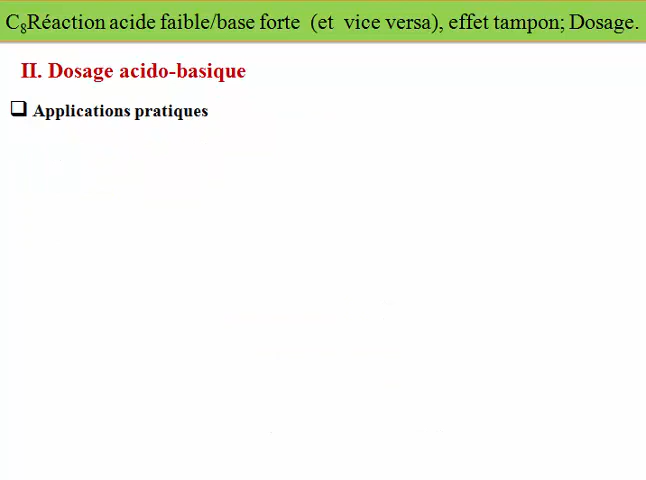 C₈Réaction acide faible/base forte (et vice versa), effet tampon; Dosage.
II. Dosage acido-basique
❑ Applications pratiques